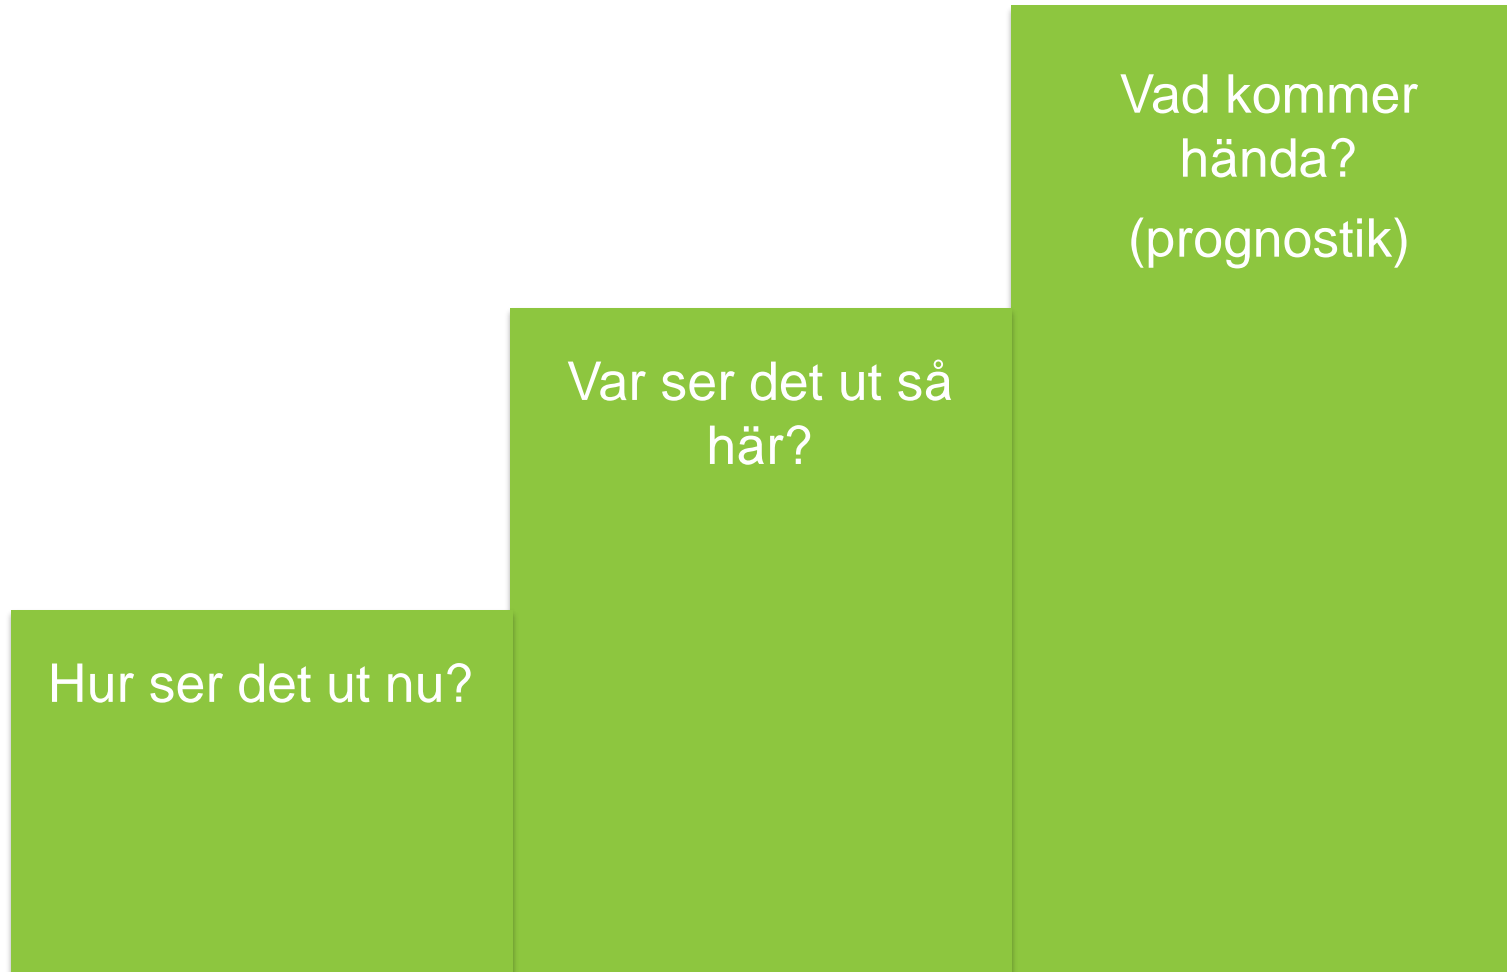 Hur ser det ut nu?
Var ser det ut så
här?
Vad kommer
hända?
(prognostik)